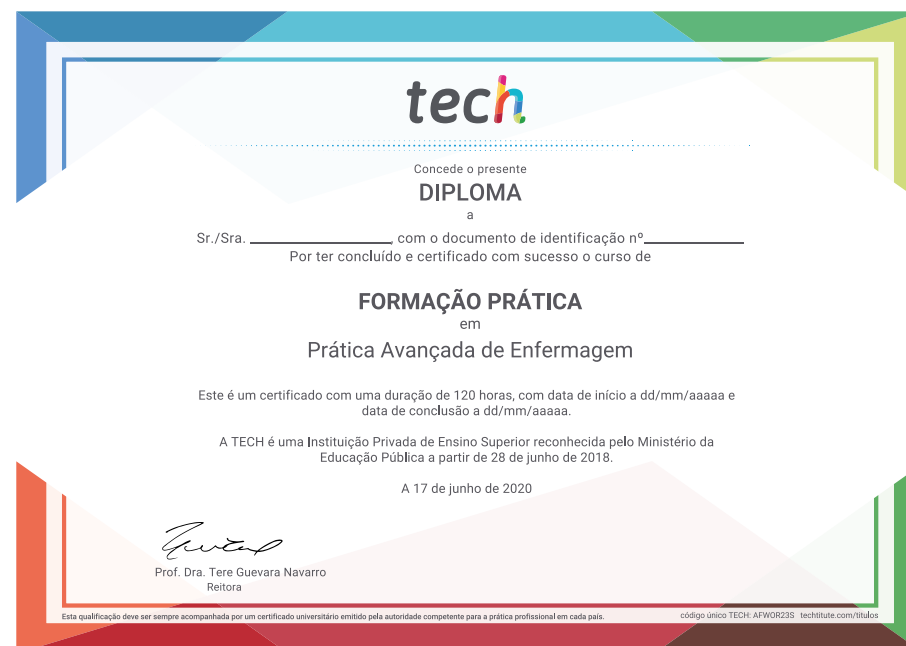 tech
Concede o presente
DIPLOMA
a
Sr./Sra. ____________________, com o documento de identificação nº______________
Por ter concluído e certificado com sucesso o curso de
FORMAÇÃO PRÁTICA
em
Prática Avançada de Enfermagem
Este é um certificado com uma duração de 120 horas, com data de início a dd/mm/aaaaa e
data de conclusão a dd/mm/aaaaa.
A TECH é uma Instituição Privada de Ensino Superior reconhecida pelo Ministério da
Educação Pública a partir de 28 de junho de 2018.
A 17 de junho de 2020
Prof. Dra. Tere Guevara Navarro
Reitora
Esta qualificação deve ser sempre acompanhada por um certificado universitário emitido pela autoridade competente para a prática profissional em cada país.
código único TECH: AFWOR23S techtitute.com/titulos